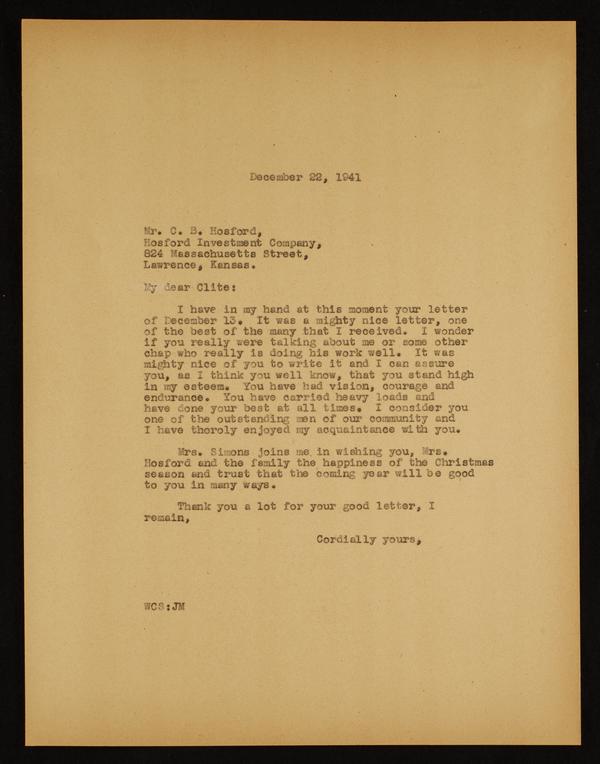 December 22, 1941
Mr. C. B. Hosford,
Hosford Investment Company,
824 Massachusetts Street,
Lawrence, Kansas.
My dear Clite:
I have in my hand at this moment your letter
of December 13. It was a mighty nice letter, one
of the best of the many that I received. I wonder
if you really were talking about me or some other
chap who really is doing his work well. It was
mighty nice of you to write it and I can assure
you, as I think you well know, that you stand high
in my esteem. You have had vision, courage and
endurance. You have carried heavy loads and
have done your best at all times. I consider you
one of the outstanding men of our community and
I have thoroly enjoyed my acquaintance with you.
Mrs. Simons joins me in wishing you, Mrs.
Hosford and the family the happiness of the Christmas
season and trust that the coming year will be good
to you in many ways.
Thank you a lot for your good letter, I
remain,
Cordially yours,
WCS:JM